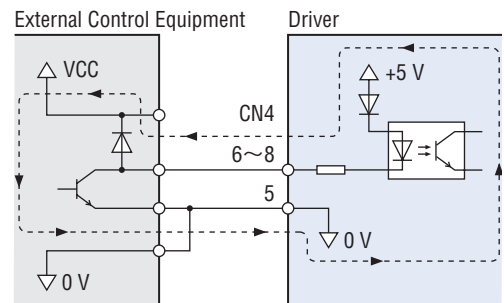 External Control Equipment
Driver
VCC
+5 V
CN4
6～8
5
0 V
0 V